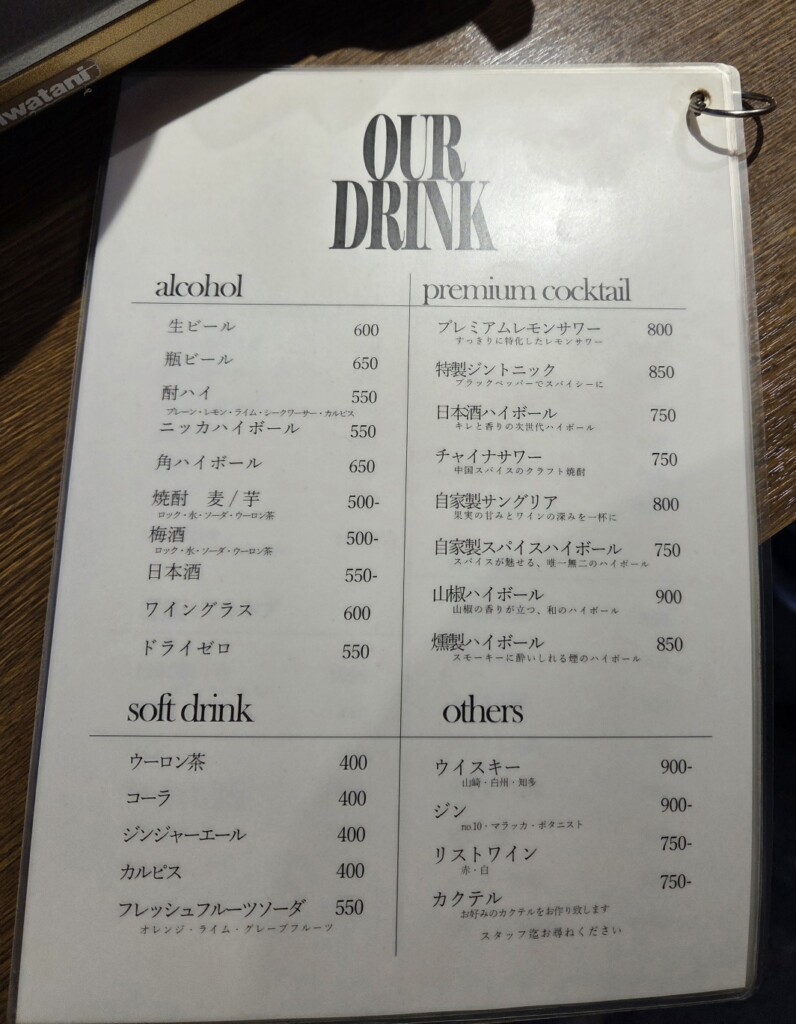 Iwatani
OUR
DRINK
alcohol
生ビール 600
瓶ビール 650
酎ハイ 550
プレーン・レモン・ライム・シークワーサー・カルピス
ニッカハイボール 550
角ハイボール 650
焼酎 麦/芋 500-
ロック・水・ソーダ・ウーロン茶
梅酒 500-
ロック・水・ソーダ・ウーロン茶
日本酒 550-
ワイングラス 600
ドライゼロ 550
premium cocktail
プレミアムレモンサワー 800
すっきりに特化したレモンサワー
特製ジントニック 850
ブラックペッパーでスパイシーに
日本酒ハイボール 750
キレと香りの次世代ハイボール
チャイナサワー 750
中国スパイスのクラフト焼酎
自家製サングリア 800
果実の甘みとワインの深みを一杯に
自家製スパイスハイボール 750
スパイスが魅せる、唯一無二のハイボール
山椒ハイボール 900
山椒の香りが立つ、和のハイボール
燻製ハイボール 850
スモーキーに酔いしれる煙のハイボール
soft drink
ウーロン茶 400
コーラ 400
ジンジャーエール 400
カルピス 400
フレッシュフルーツソーダ 550
オレンジ・ライム・グレープフルーツ
others
ウイスキー 900-
山崎・白州・知多
ジン 900-
no.10・マラッカ・ボタニスト
リストワイン 750-
赤・白
カクテル 750-
お好みのカクテルをお作り致します
スタッフ迄お尋ねください